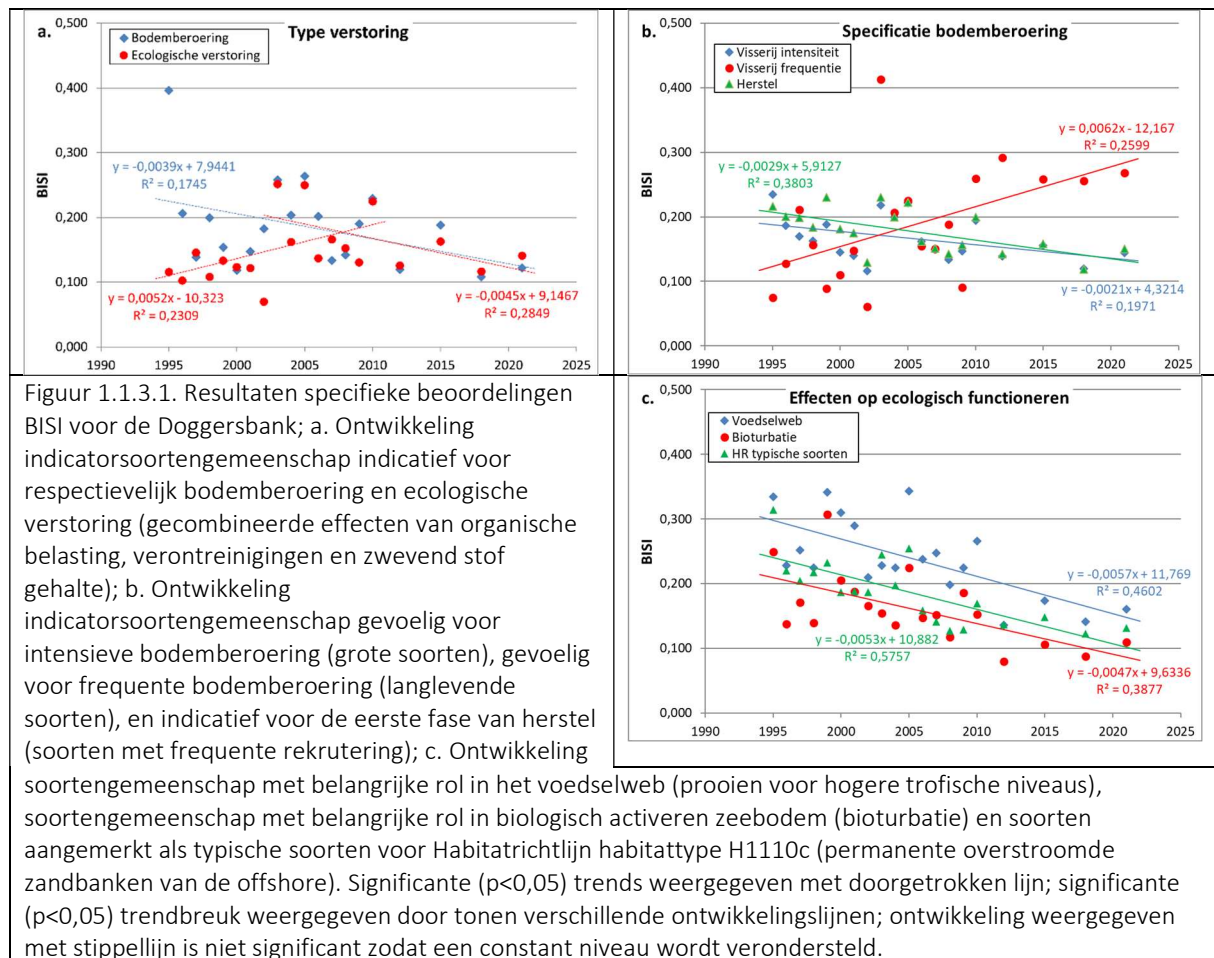 a.
Type verstoring
Bodemberoering
Ecologische verstoring
BISI
0,500
0,400
0,300
0,200
0,100
0,000
y = -0,0039x + 7,9441
R² = 0,1745
y = 0,0052x - 10,323
R² = 0,2309
y = -0,0045x + 9,1467
R² = 0,2849
1990 1995 2000 2005 2010 2015 2020 2025
b.
Specificatie bodemberoering
Visserij intensiteit
Visserij frequentie
Herstel
BISI
0,500
0,400
0,300
0,200
0,100
0,000
y = 0,0062x - 12,167
R² = 0,2599
y = -0,0029x + 5,9127
R² = 0,3803
y = -0,0021x + 4,3214
R² = 0,1971
1990 1995 2000 2005 2010 2015 2020 2025
Figuur 1.1.3.1. Resultaten specifieke beoordelingen
BISI voor de Doggersbank; a. Ontwikkeling
indicatorsoortengemeenschap indicatief voor
respectievelijk bodemberoering en ecologische
verstoring (gecombineerde effecten van organische
belasting, verontreinigingen en zwevend stof
gehalte); b. Ontwikkeling
indicatorsoortengemeenschap gevoelig voor
intensieve bodemberoering (grote soorten), gevoelig
voor frequente bodemberoering (langlevende
soorten), en indicatief voor de eerste fase van herstel
(soorten met frequente rekrutering); c. Ontwikkeling
c.
Effecten op ecologisch functioneren
Voedselweb
Bioturbatie
HR typische soorten
BISI
0,500
0,400
0,300
0,200
0,100
0,000
y = -0,0057x + 11,769
R² = 0,4602
y = -0,0053x + 10,882
R² = 0,5757
y = -0,0047x + 9,6336
R² = 0,3877
1990 1995 2000 2005 2010 2015 2020 2025
soortengemeenschap met belangrijke rol in het voedselweb (prooien voor hogere trofische niveaus),
soortengemeenschap met belangrijke rol in biologisch activeren zeebodem (bioturbatie) en soorten
aangemerkt als typische soorten voor Habitatrichtlijn habitattype H1110c (permanente overstroomde
zandbanken van de offshore). Significante (p<0,05) trends weergegeven met doorgetrokken lijn; significante
(p<0,05) trendbreuk weergegeven door tonen verschillende ontwikkelingslijnen; ontwikkeling weergegeven
met stippellijn is niet significant zodat een constant niveau wordt verondersteld.